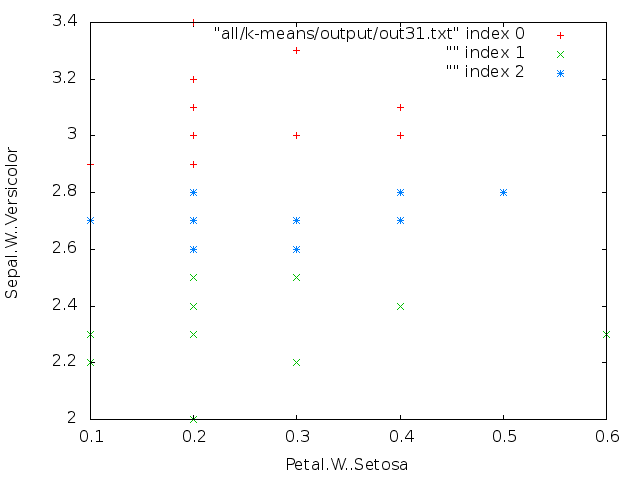 "all/k-means/output/out31.txt" index 0
"" index 1
"" index 2
3.4
3.2
3
2.8
2.6
2.4
2.2
2
0.1 0.2 0.3 0.4 0.5 0.6
Sepal.W..Versicolor
Petal.W..Setosa